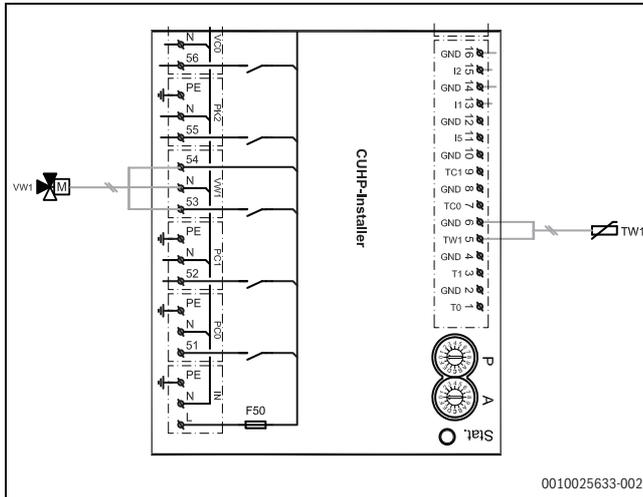 N
56
VC0
PE
N
55
PK2
54
N
53
VW1
VW1
M
PE
N
52
PC1
PE
N
51
PC0
PE
N
L
IN
F50
CUHP-Installer
GND 16
I2 15
GND 14
I1 13
GND 12
I5 11
GND 10
TC1 9
GND 8
TC0 7
GND 6
TW1 5
GND 4
T1 3
GND 2
T0 1
TW1
P
A
Stat.
0010025633-002